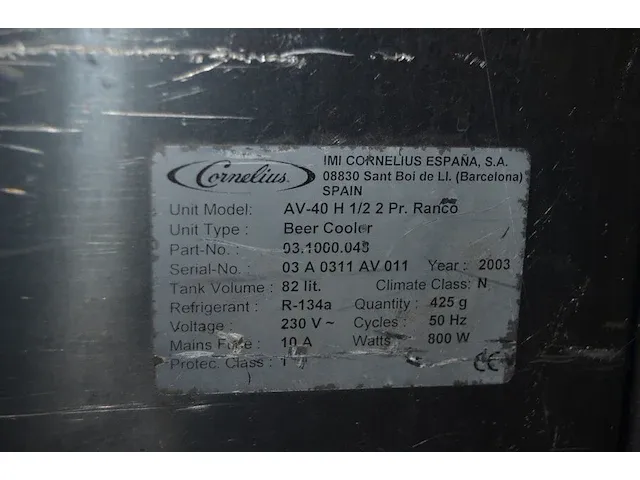 Cornelius.
IMI CORNELIUS ESPAÑA, S.A.
08830 Sant Boi de Ll. (Barcelona)
SPAIN
Unit Model: AV-40 H 1/2 2 Pr. Ranco
Unit Type : Beer Cooler
Part-No. : 03.1000.048
Serial-No. : 03 A 0311 AV 011 Year : 2003
Tank Volume : 82 lit. Climate Class: N
Refrigerant : R-134a Quantity : 425 g
Voltage : 230 V ~ Cycles : 50 Hz
Mains Fuse : 10 A Watts : 800 W
Protec. Class : I
CE